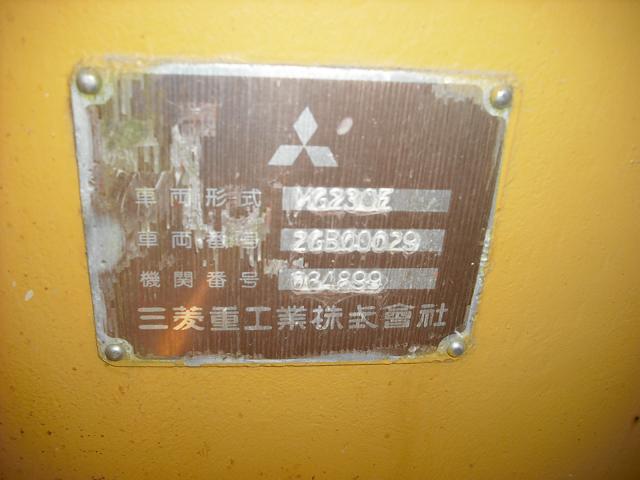 車両形式 MG230E
車両番号 2GB00029
機関番号 034899
三菱重工業株式會社